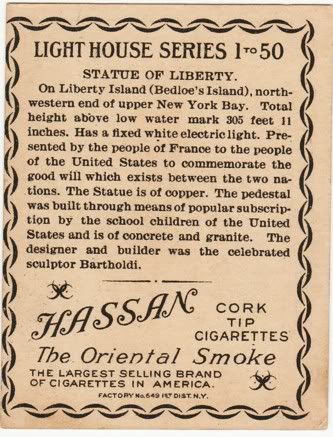 LIGHT HOUSE SERIES 1 TO 50
STATUE OF LIBERTY.
On Liberty Island (Bedloe's Island), north-
western end of upper New York Bay. Total
height above low water mark 305 feet 11
inches. Has a fixed white electric light. Pre-
sented by the people of France to the people
of the United States to commemorate the
good will which exists between the two na-
tions. The Statue is of copper. The pedestal
was built through means of popular subscrip-
tion by the school children of the United
States and is of concrete and granite. The
designer and builder was the celebrated
sculptor Bartholdi.
HASSAN
CORK
TIP
CIGARETTES
The Oriental Smoke
THE LARGEST SELLING BRAND
OF CIGARETTES IN AMERICA.
FACTORY No. 649 1ST DIST. N.Y.